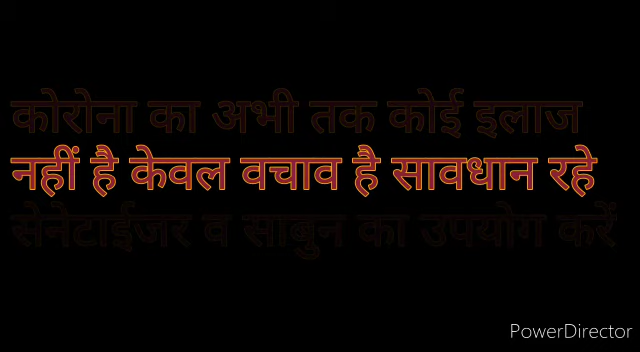 कोरोना का अभी तक कोई इलाज
नहीं है केवल वचाव है सावधान रहे
सेनेटाईजर व साबुन का उपयोग करें
PowerDirector